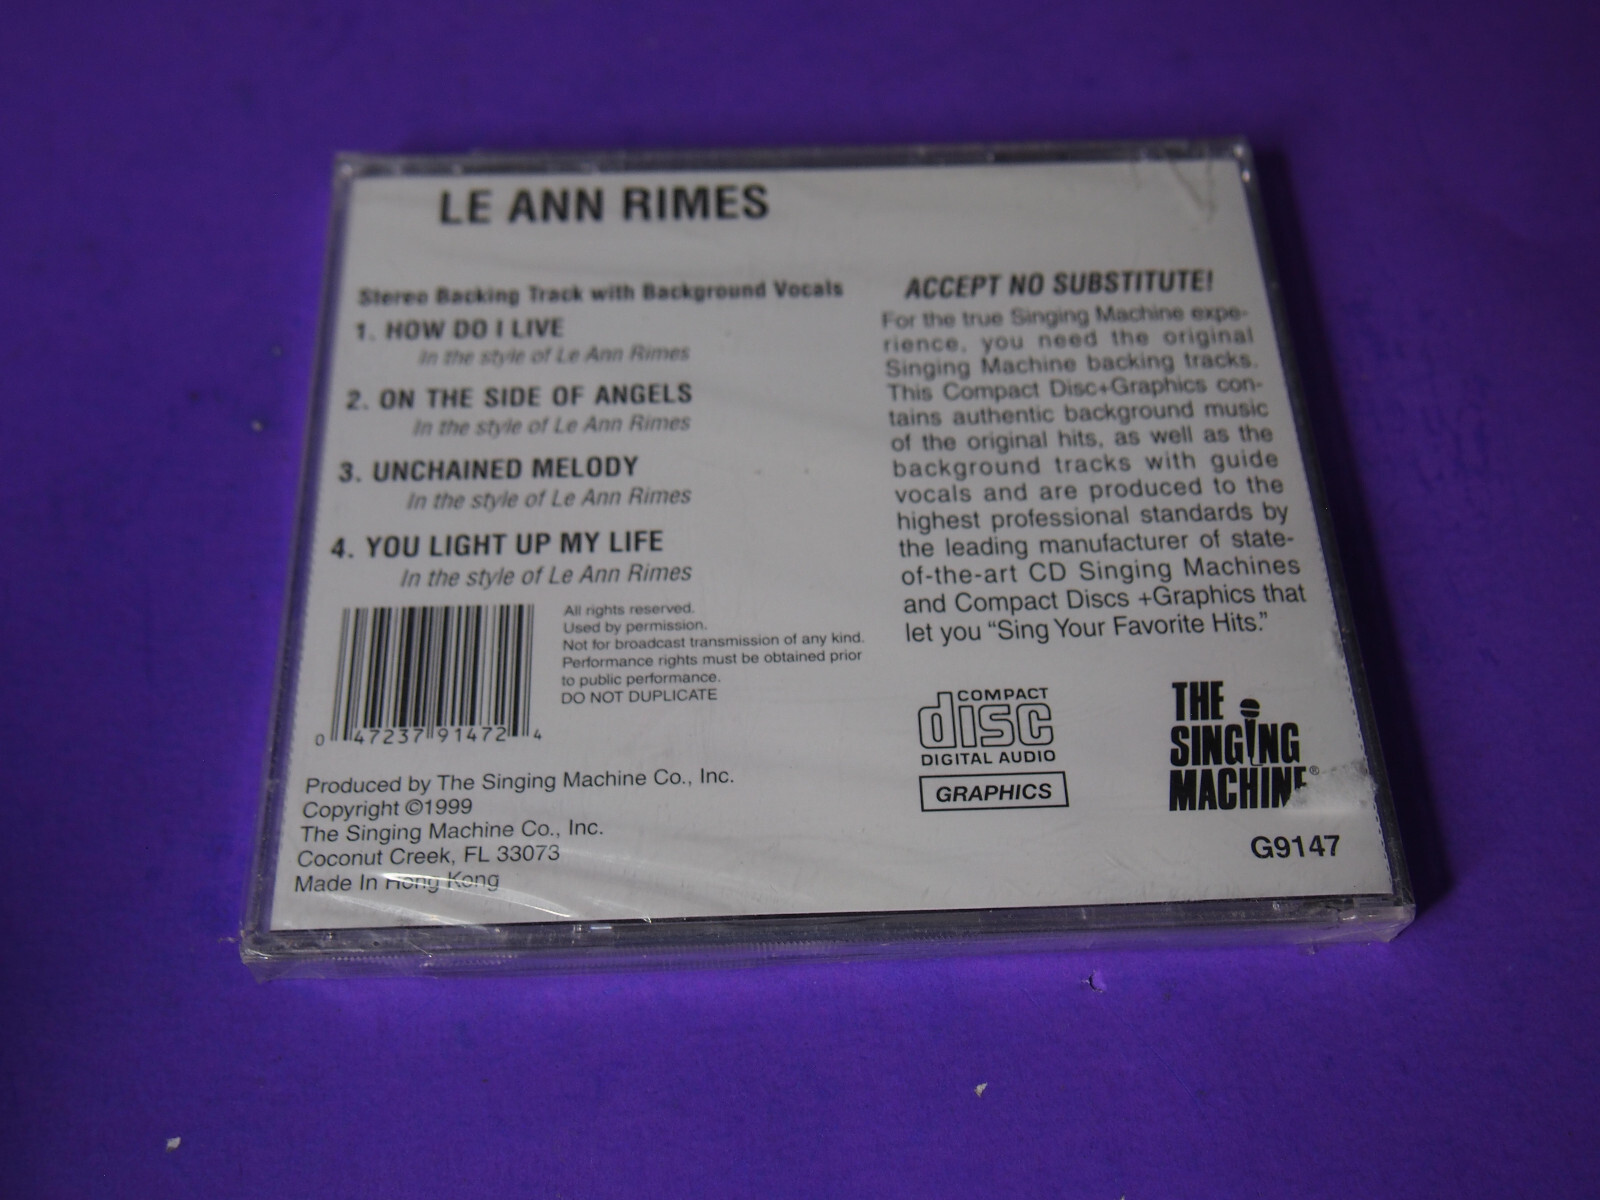 LE ANN RIMES
Stereo Backing Track with Background Vocals
1. HOW DO I LIVE
In the style of Le Ann Rimes
2. ON THE SIDE OF ANGELS
In the style of Le Ann Rimes
3. UNCHAINED MELODY
In the style of Le Ann Rimes
4. YOU LIGHT UP MY LIFE
In the style of Le Ann Rimes
0 47237 91472 4
All rights reserved.
Used by permission.
Not for broadcast transmission of any kind.
Performance rights must be obtained prior
to public performance.
DO NOT DUPLICATE
Produced by The Singing Machine Co., Inc.
Copyright ©1999
The Singing Machine Co., Inc.
Coconut Creek, FL 33073
Made In Hong Kong
ACCEPT NO SUBSTITUTE!
For the true Singing Machine expe-
rience, you need the original
Singing Machine backing tracks.
This Compact Disc+Graphics con-
tains authentic background music
of the original hits, as well as the
background tracks with guide
vocals and are produced to the
highest professional standards by
the leading manufacturer of state-
of-the-art CD Singing Machines
and Compact Discs +Graphics that
let you “Sing Your Favorite Hits.”
COMPACT
disc
DIGITAL AUDIO
GRAPHICS
THE
SINGING
MACHINE®
G9147